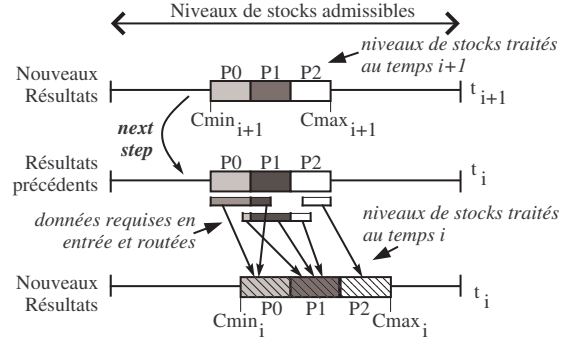 Niveaux de stocks admissibles
niveaux de stocks traités
au temps i+1
P0 P1 P2
Nouveaux
Résultats
t i+1
Cmin i+1 Cmax i+1
next
step
P0 P1 P2
Résultats
précédents
t i
données requises en
entrée et routées
niveaux de stocks traités
au temps i
Nouveaux
Résultats
t i
P0 P1 P2
Cmin i Cmax i